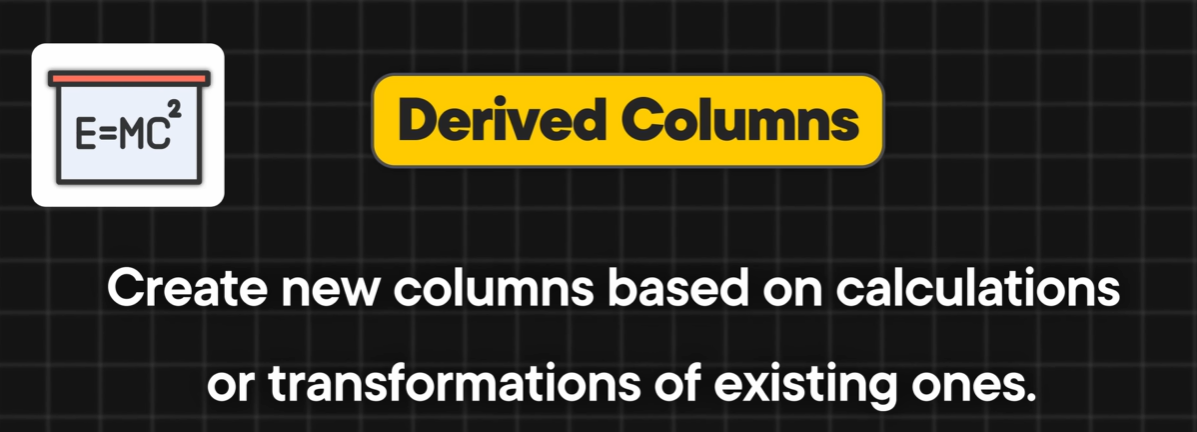 E=MC²
Derived Columns
Create new columns based on calculations
or transformations of existing ones.